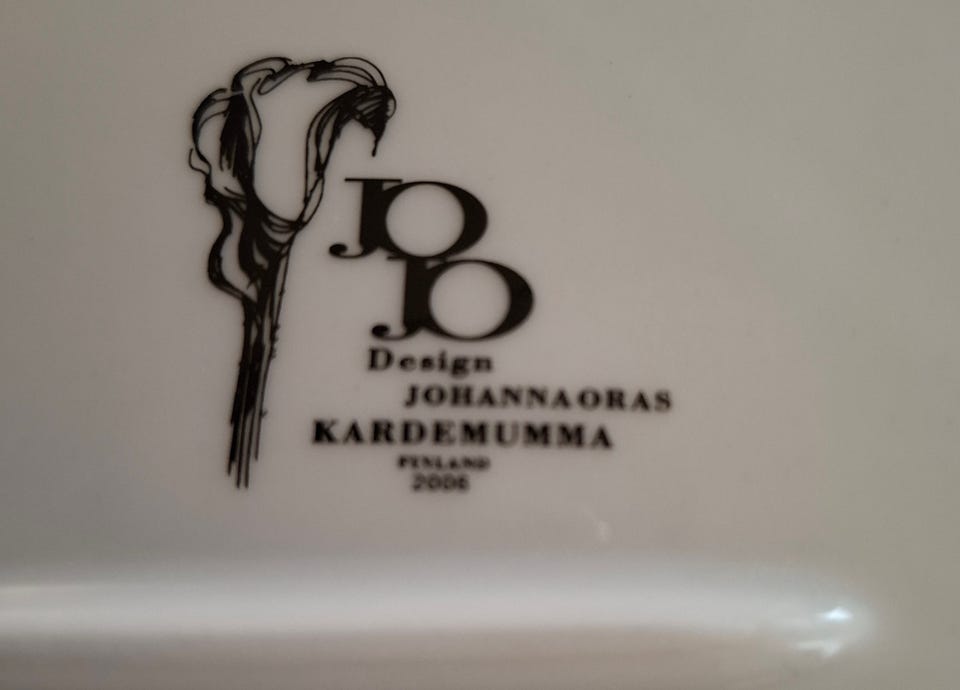 JO
JO
Design
JOHANNAORAS
KARDEMUMMA
FINLAND
2006